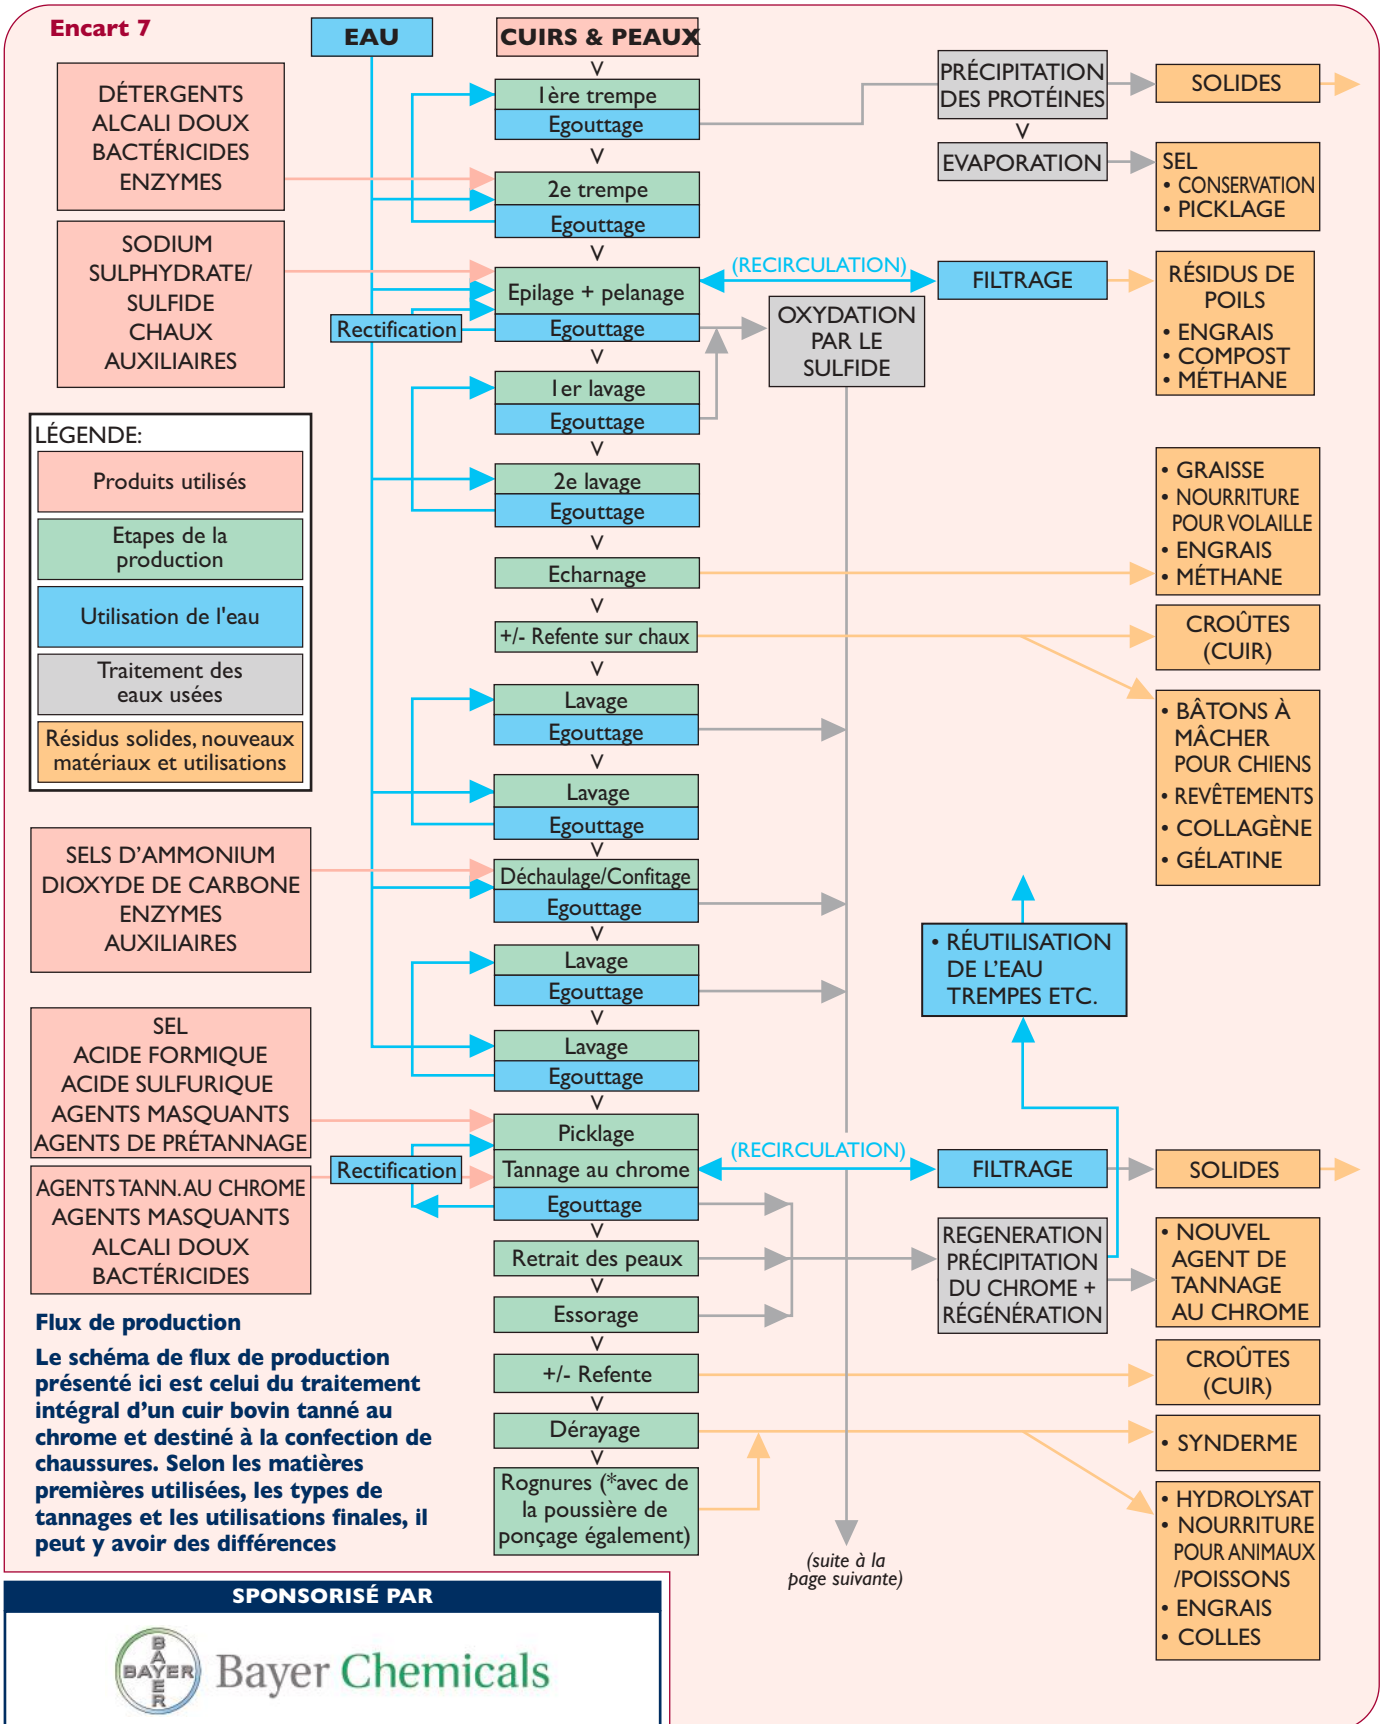 Encart 7
EAU
CUIRS & PEAUX
DÉTERGENTS
ALCALI DOUX
BACTÉRICIDES
ENZYMES
1ère trempe
Egouttage
PRÉCIPITATION
DES PROTÉINES
SOLIDES
EVAPORATION
SEL
• CONSERVATION
• PICKLAGE
2e trempe
Egouttage
SODIUM
SULPHYDRATE/
SULFIDE
CHAUX
AUXILIAIRES
Epilage + pelanage
Egouttage
Rectification
(RECIRCULATION)
FILTRAGE
RÉSIDUS DE
POILS
• ENGRAIS
• COMPOST
• MÉTHANE
OXYDATION
PAR LE
SULFIDE
1er lavage
Egouttage
2e lavage
Egouttage
LÉGENDE:
Produits utilisés
Etapes de la
production
Utilisation de l'eau
Traitement des
eaux usées
Résidus solides, nouveaux
matériaux et utilisations
Echarnage
• GRAISSE
• NOURRITURE
POUR VOLAILLE
• ENGRAIS
• MÉTHANE
+/- Refente sur chaux
CROÛTES
(CUIR)
• BÂTONS À
MÂCHER
POUR CHIENS
• REVÊTEMENTS
• COLLAGÈNE
• GÉLATINE
Lavage
Egouttage
Lavage
Egouttage
SELS D'AMMONIUM
DIOXYDE DE CARBONE
ENZYMES
AUXILIAIRES
Déchaulage/Confitage
Egouttage
Lavage
Egouttage
• RÉUTILISATION
DE L'EAU
TREMPES ETC.
Lavage
Egouttage
SEL
ACIDE FORMIQUE
ACIDE SULFURIQUE
AGENTS MASQUANTS
AGENTS DE PRÉTANNAGE
Picklage
Tannage au chrome
Egouttage
Rectification
(RECIRCULATION)
FILTRAGE
SOLIDES
AGENTS TANN. AU CHROME
AGENTS MASQUANTS
ALCALI DOUX
BACTÉRICIDES
Retrait des peaux
Essorage
REGENERATION
PRÉCIPITATION
DU CHROME +
RÉGÉNÉRATION
• NOUVEL
AGENT DE
TANNAGE
AU CHROME
+/- Refente
CROÛTES
(CUIR)
Dérayage
• SYNDERME
Rognures (*avec de
la poussière de
ponçage également)
• HYDROLYSAT
• NOURRITURE
POUR ANIMAUX
/POISSONS
• ENGRAIS
• COLLES
(suite à la
page suivante)
Flux de production
Le schéma de flux de production
présenté ici est celui du traitement
intégral d'un cuir bovin tanné au
chrome et destiné à la confection de
chaussures. Selon les matières
premières utilisées, les types de
tannages et les utilisations finales, il
peut y avoir des différences
SPONSORISÉ PAR
BAYER
BAYER
Bayer Chemicals